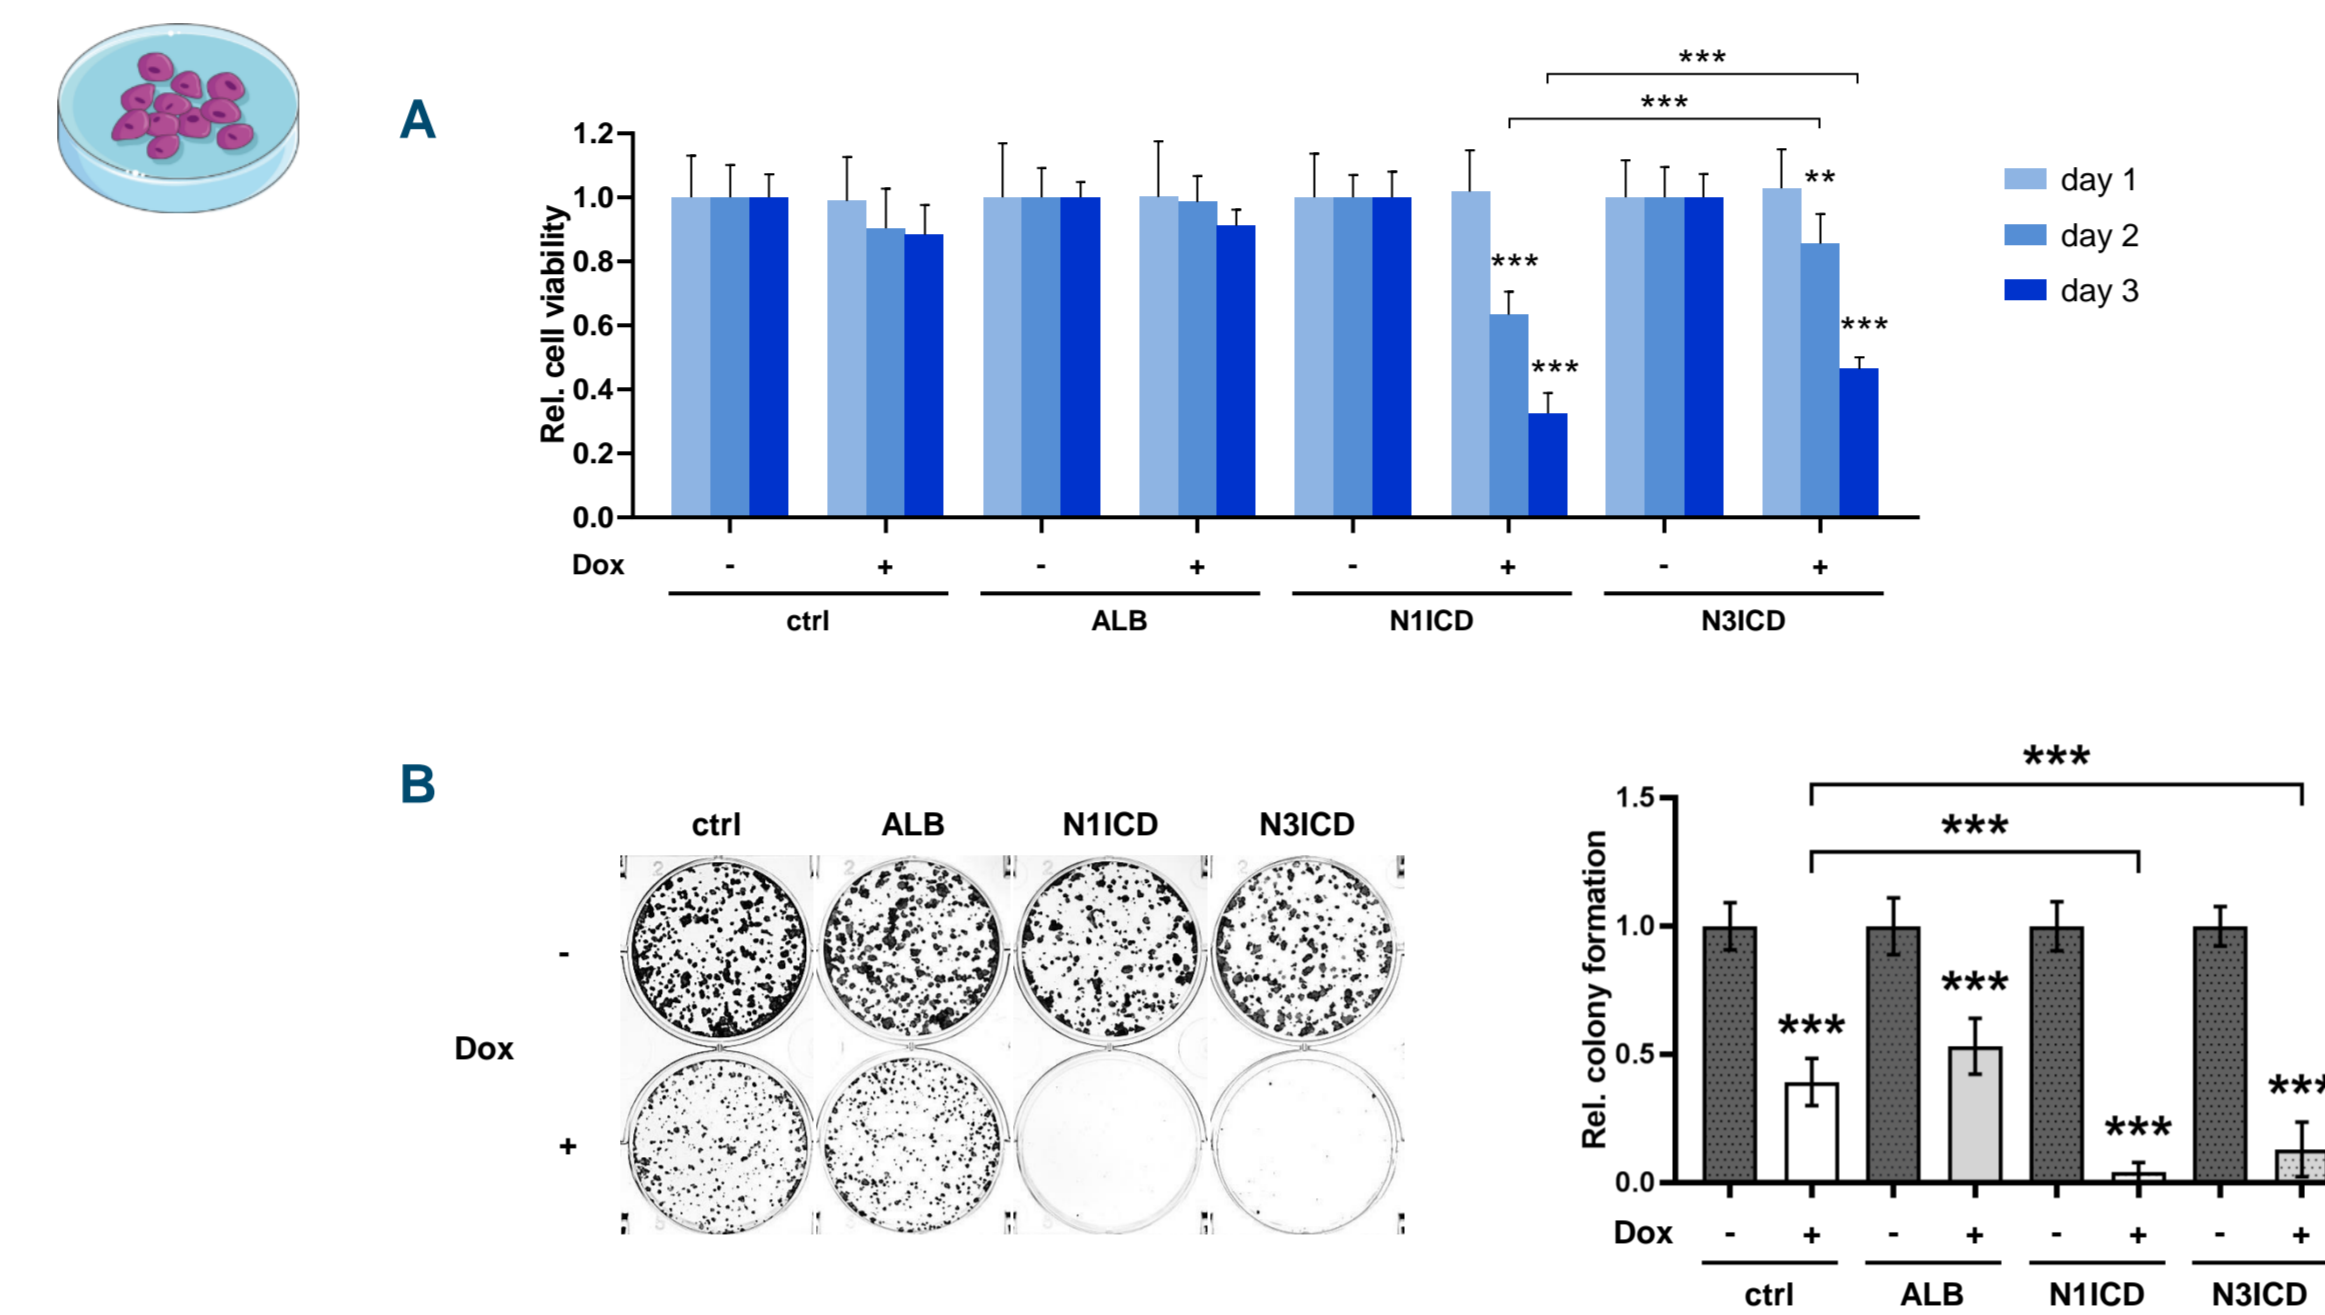 A
***
***
1.2
1.0
0.8
0.6
0.4
0.2
0.0
Rel. cell viability
***
***
**
***
day 1
day 2
day 3
Dox - + - + - + - +
ctrl ALB N1ICD N3ICD
B
ctrl ALB N1ICD N3ICD
-
Dox
+
***
***
1.5
1.0
0.5
0.0
Rel. colony formation
***
***
***
***
Dox - + - + - + - +
ctrl ALB N1ICD N3ICD